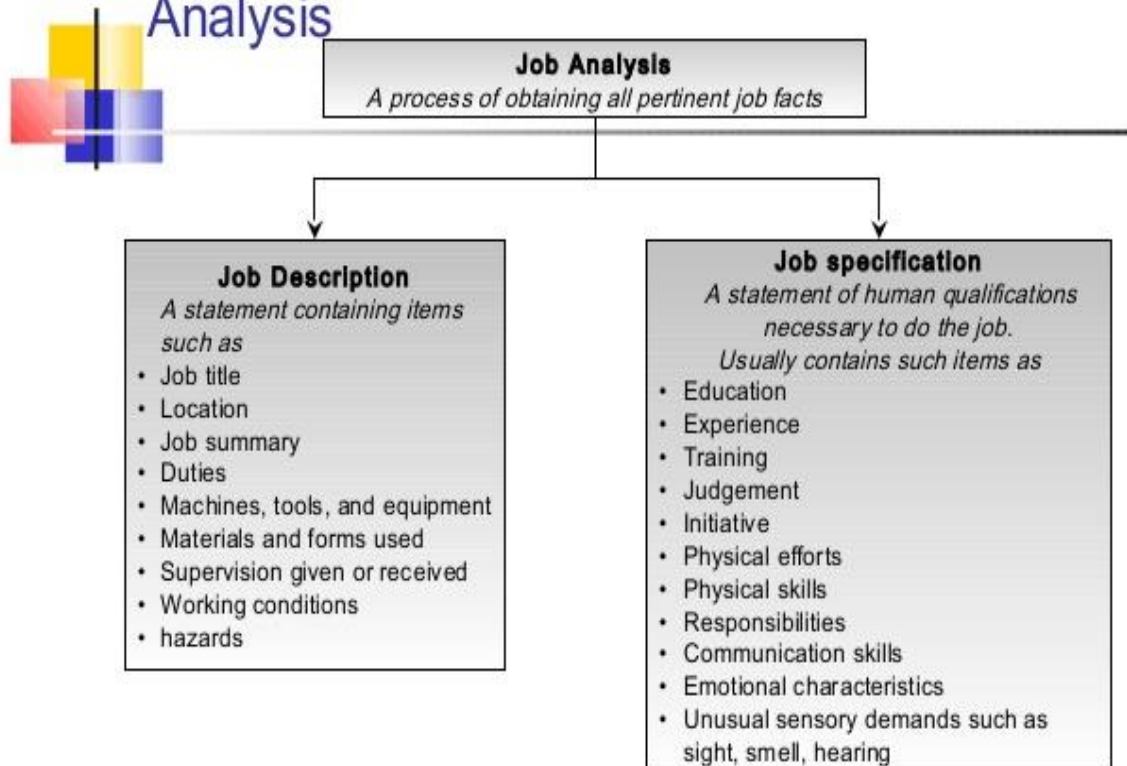 Analysis
Job Analysis
A process of obtaining all pertinent job facts
Job Description
A statement containing items
such as
• Job title
• Location
• Job summary
• Duties
• Machines, tools, and equipment
• Materials and forms used
• Supervision given or received
• Working conditions
• hazards
Job specification
A statement of human qualifications
necessary to do the job.
Usually contains such items as
• Education
• Experience
• Training
• Judgement
• Initiative
• Physical efforts
• Physical skills
• Responsibilities
• Communication skills
• Emotional characteristics
• Unusual sensory demands such as
sight, smell, hearing